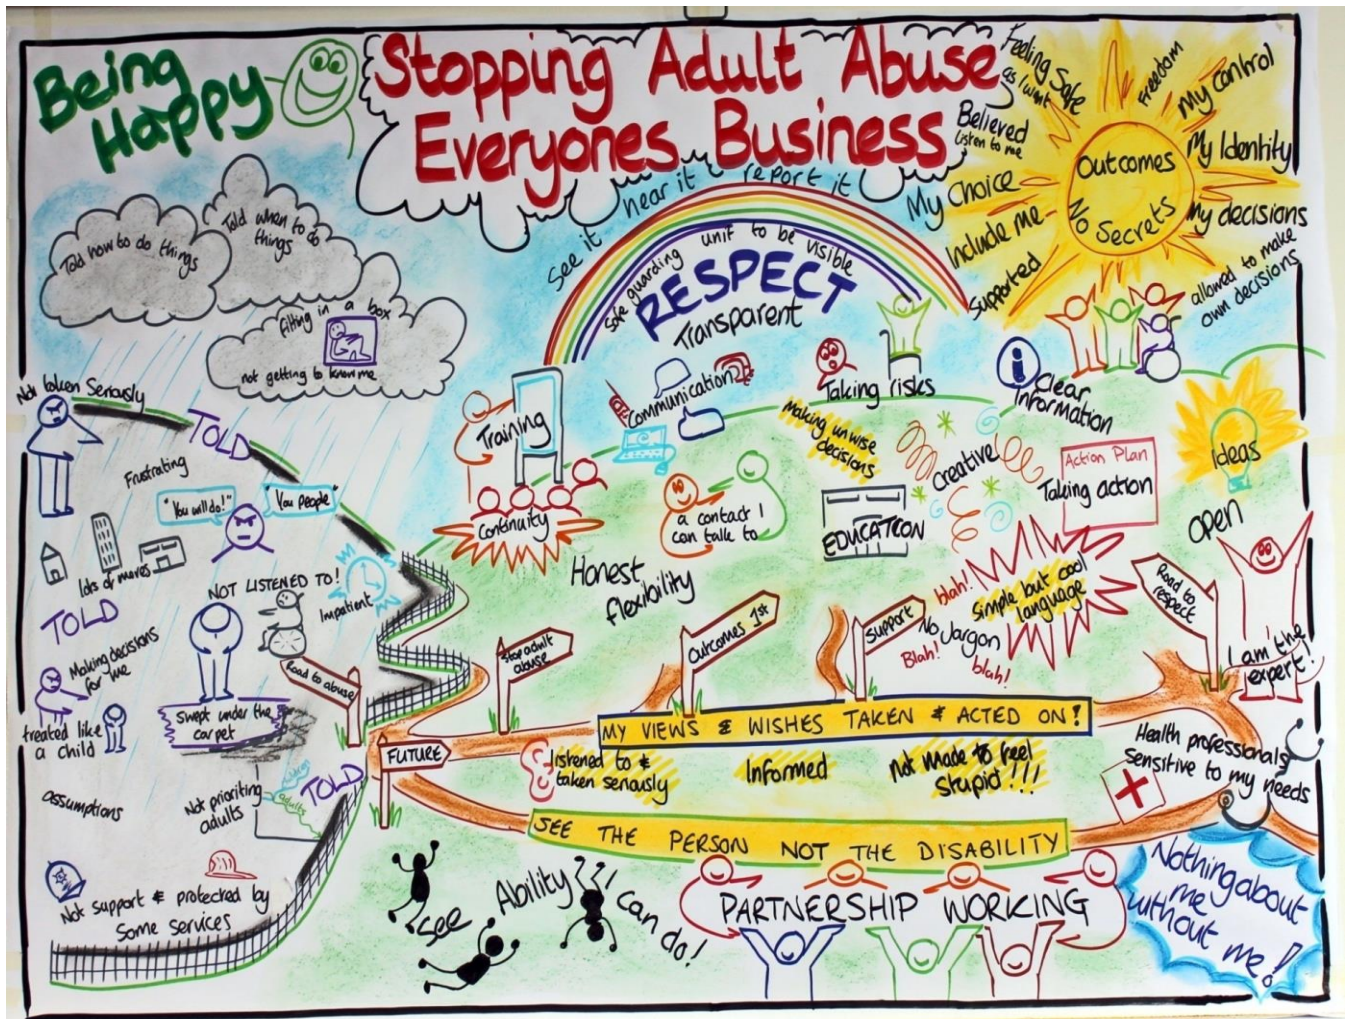 Being
Happy
Stopping Adult Abuse
Everyones Business
Feeling Safe
as I want
Freedom
My control
Believed
Listen to me
My Identity
Outcomes
No Secrets
My Choice
Include me
My decisions
Supported
allowed to make
own decisions
See it hear it & report it
Safe guarding unit to be visible
RESPECT
Transparent
Told how to do
things
Told when to do
things
fitting in a box
not getting to know me
Not taken Seriously
TOLD
Frustrating
"You will do!"
"You people"
lots of moves
TOLD
NOT LISTENED TO!
Impatient
Making decisions
for me
treated like
a child
Swept under the
carpet
Road to abuse
assumptions
Not prioriting
adults
children
adults
TOLD
Not support & protected by
some services
Training
Communication
Taking risks
Clear
Information
Making unwise
decisions
Creative
Action Plan
Taking action
Ideas
Continuity
a contact I
can talk to
EDUCATION
OPEN
Honest
flexibility
blah!
Simple but cool
language
No Jargon
Blah!
blah!
Stop adult
abuse
Outcomes 1st
Support
Road to
respect
I am the
expert!
FUTURE
MY VIEWS & WISHES TAKEN & ACTED ON!
listened to &
taken seriously
Informed
Not Made to feel
stupid!!!
Health professionals
sensitive to my needs
SEE THE PERSON NOT THE DISABILITY
See
Ability
I can do!
PARTNERSHIP WORKING
Nothing about
me
without me!